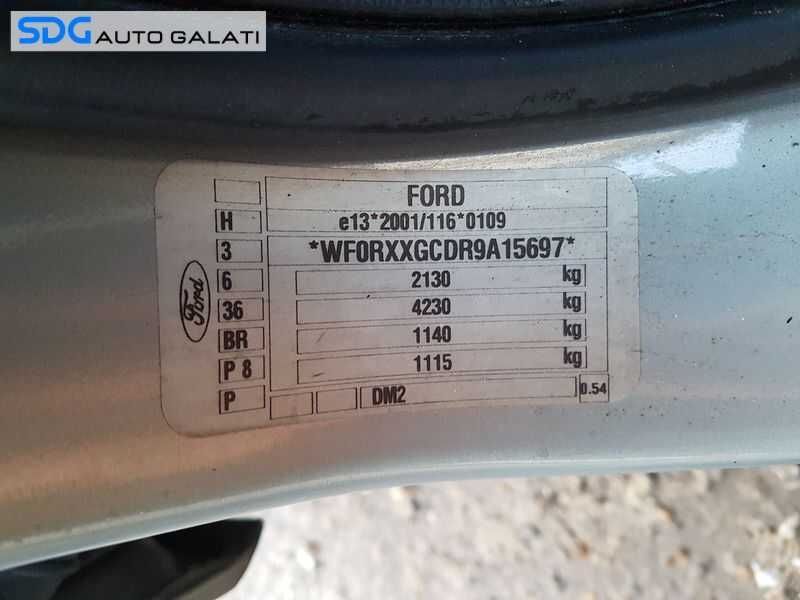 SDG AUTO GALATI
FORD
H e13*2001/116*0109
3 *WF0RXXGCDR9A15697*
6 2130 kg
36 4230 kg
BR 1140 kg
P 8 1115 kg
P DM2 0.54
Ford